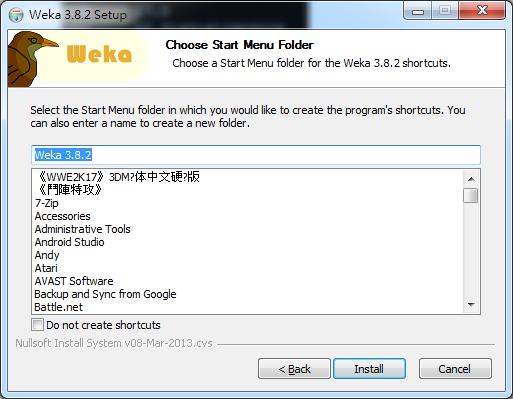 Weka 3.8.2 Setup
Weka
Choose Start Menu Folder
Choose a Start Menu folder for the Weka 3.8.2 shortcuts.
Select the Start Menu folder in which you would like to create the program's shortcuts. You
can also enter a name to create a new folder.
Weka 3.8.2
《WWE2K17》3DM?体中文硬?版
《鬥陣特攻》
7-Zip
Accessories
Administrative Tools
Android Studio
Andy
Atari
AVAST Software
Backup and Sync from Google
Battle.net
Do not create shortcuts
Nullsoft Install System v08-Mar-2013.cvs
< Back
Install
Cancel